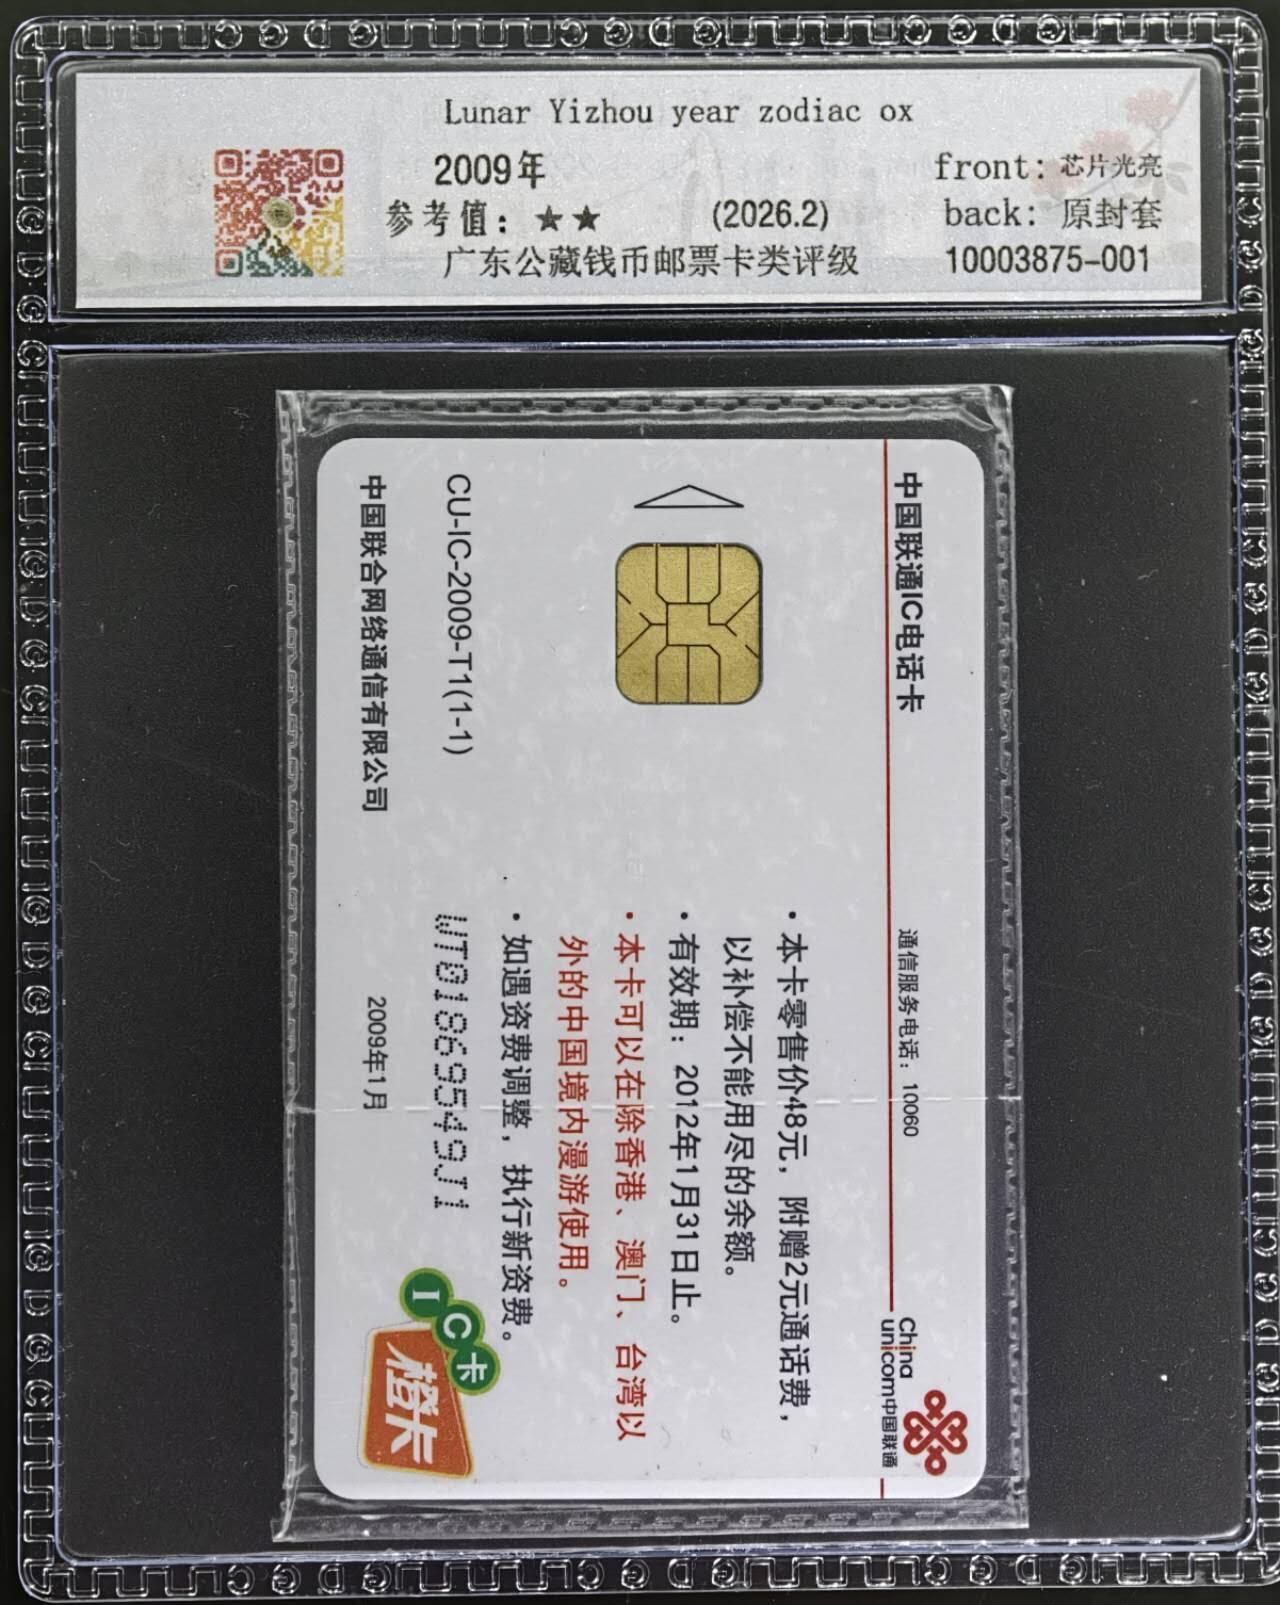 Lunar Yizhou year zodiac ox
2009年
front: 芯片光亮
参考值: ★★ (2026.2)
back: 原封套
广东公藏钱币邮票卡类评级
10003875-001
中国联通IC电话卡
通信服务电话：10060
China
unicom中国联通
• 本卡零售价48元，附赠2元通话费，
以补偿不能用尽的余额。
• 有效期：2012年1月31日止。
• 本卡可以在除香港、澳门、台湾以
外的中国境内漫游使用。
• 如遇资费调整，执行新资费。
CU-IC-2009-T1(1-1)
WT01869549J1
中国联合网络通信有限公司
2009年1月
IC卡
橙卡